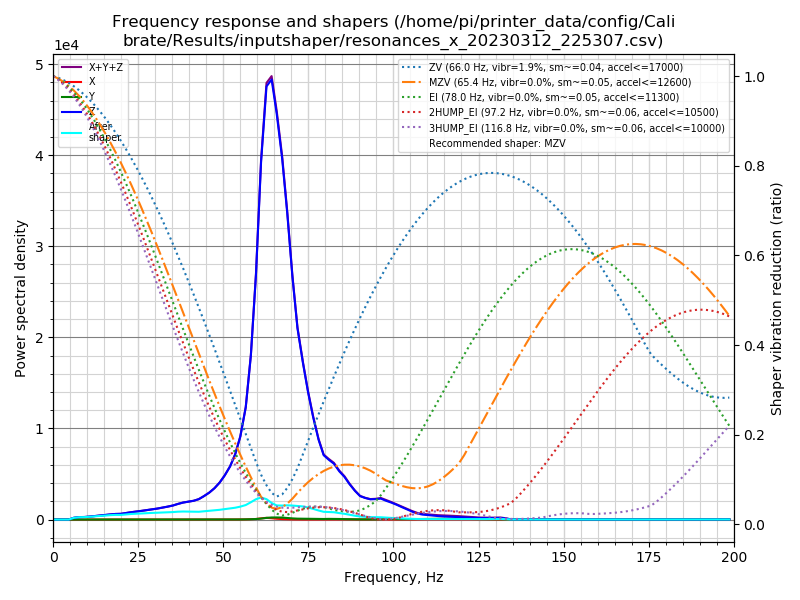 Frequency response and shapers (/home/pi/printer_data/config/Cali
brate/Results/inputshaper/resonances_x_20230312_225307.csv)
1e4
X+Y+Z
X
Y
Z
After
shaper
ZV (66.0 Hz, vibr=1.9%, sm~=0.04, accel<=17000)
MZV (65.4 Hz, vibr=0.0%, sm~=0.05, accel<=12600)
EI (78.0 Hz, vibr=0.0%, sm~=0.05, accel<=11300)
2HUMP_EI (97.2 Hz, vibr=0.0%, sm~=0.06, accel<=10500)
3HUMP_EI (116.8 Hz, vibr=0.0%, sm~=0.06, accel<=10000)
Recommended shaper: MZV
5
4
3
2
1
0
Power spectral density
1.0
0.8
0.6
0.4
0.2
0.0
Shaper vibration reduction (ratio)
0 25 50 75 100 125 150 175 200
Frequency, Hz